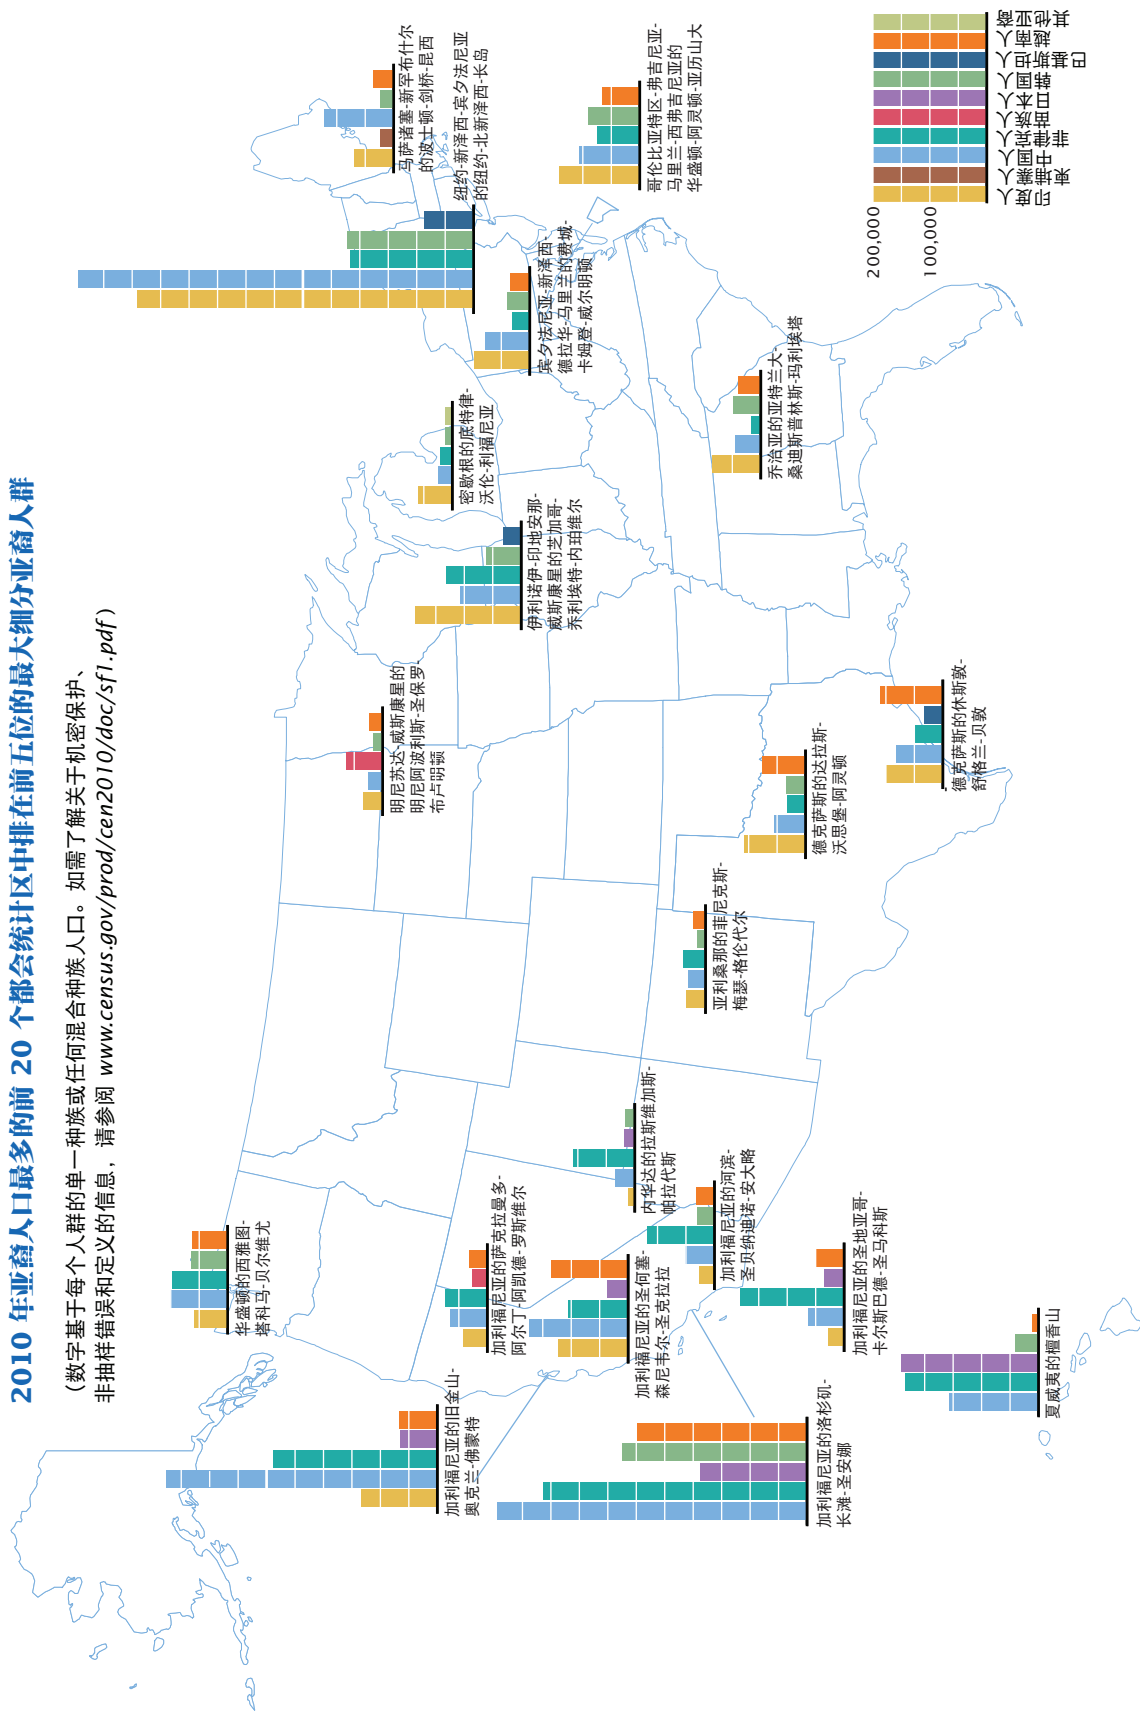 2010 年亚裔人口最多的前 20 个都会统计区中排在前五位的最大细分亚裔人群
（数字基于每个人群的单一种族或任何混合种族人口。如需了解关于机密保护、
非抽样错误和定义的信息，请参阅 www.census.gov/prod/cen2010/doc/sf1.pdf）
华盛顿的西雅图-
塔科马-贝尔维尤
明尼苏达-威斯康星的
明尼阿波利斯-圣保罗-
布卢明顿
密歇根的底特律-
沃伦-利福尼亚
伊利诺伊-印地安那-
威斯康星的芝加哥-
乔利埃特-内珀维尔
马萨诸塞-新罕布什尔
的波士顿-剑桥-昆西
纽约-新泽西-宾夕法尼亚
的纽约-北新泽西-长岛
宾夕法尼亚-新泽西-
德拉华-马里兰的费城-
卡姆登-威尔明顿
哥伦比亚特区-弗吉尼亚-
马里兰-西弗吉尼亚的
华盛顿-阿灵顿-亚历山大
加利福尼亚的旧金山-
奥克兰-佛蒙特
加利福尼亚的萨克拉曼多-
阿尔丁-阿凯德-罗斯维尔
加利福尼亚的圣何塞-
森尼韦尔-圣克拉拉
内华达的拉斯维加斯-
帕拉代斯
加利福尼亚的河滨-
圣贝纳迪诺-安大略
亚利桑那的菲尼克斯-
梅瑟-格伦代尔
乔治亚的亚特兰大-
桑迪斯普林斯-玛利埃塔
加利福尼亚的洛杉矶-
长滩-圣安娜
加利福尼亚的圣地亚哥-
卡尔斯巴德-圣马科斯
德克萨斯的达拉斯-
沃思堡-阿灵顿
德克萨斯的休斯敦-
舒格兰-贝敦
夏威夷的檀香山
200,000
100,000
印度人
柬埔寨人
中国人
菲律宾人
苗族人
日本人
韩国人
巴基斯坦人
越南人
其他亚裔